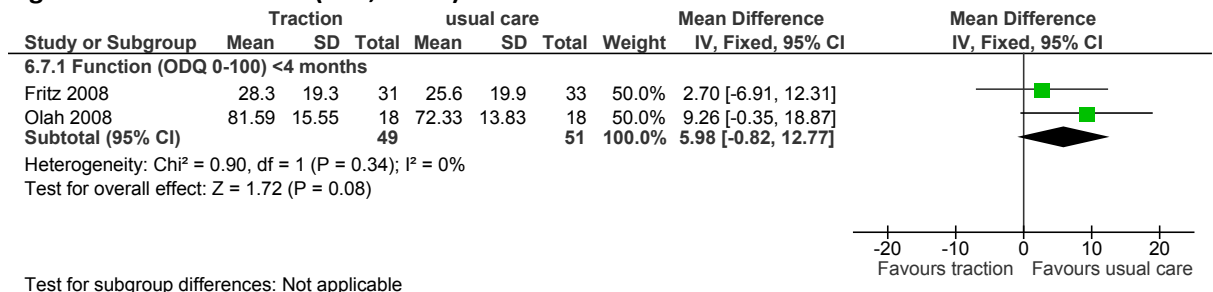 Traction usual care Mean Difference Mean Difference
Study or Subgroup Mean SD Total Mean SD Total Weight IV, Fixed, 95% CI IV, Fixed, 95% CI
6.7.1 Function (ODQ 0-100) <4 months
Fritz 2008 28.3 19.3 31 25.6 19.9 33 50.0% 2.70 [-6.91, 12.31]
Olah 2008 81.59 15.55 18 72.33 13.83 18 50.0% 9.26 [-0.35, 18.87]
Subtotal (95% CI) 49 51 100.0% 5.98 [-0.82, 12.77]
Heterogeneity: Chi² = 0.90, df = 1 (P = 0.34); I² = 0%
Test for overall effect: Z = 1.72 (P = 0.08)
-20 -10 0 10 20
Favours traction Favours usual care
Test for subgroup differences: Not applicable